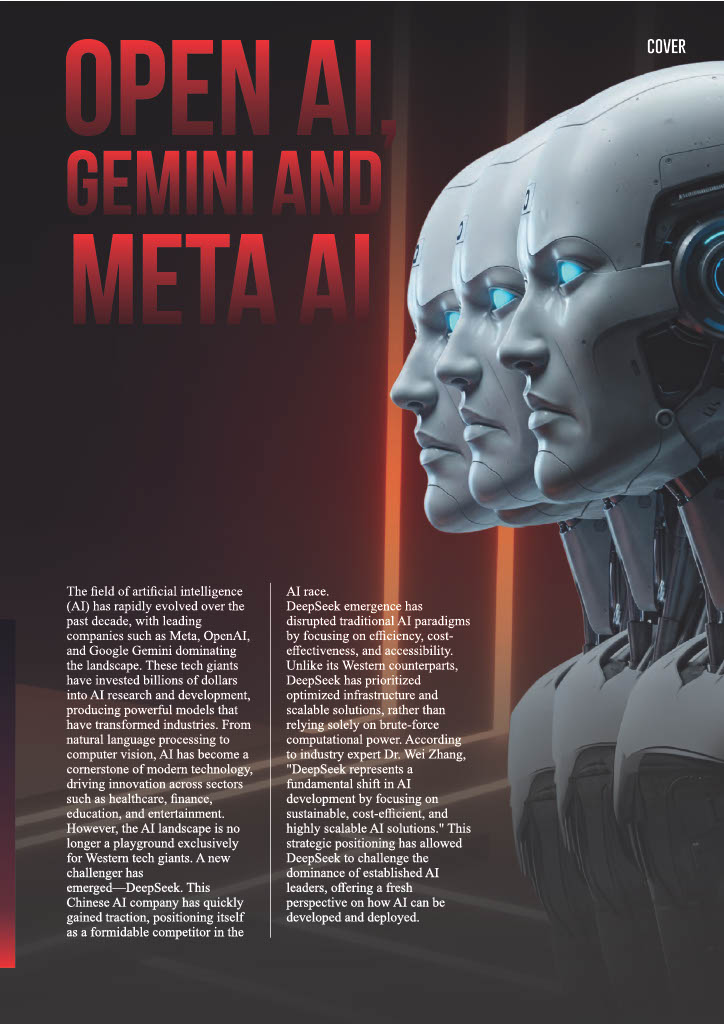 COVER
OPEN AI,
GEMINI AND
META AI
The field of artificial intelligence
(AI) has rapidly evolved over the
past decade, with leading
companies such as Meta, OpenAI,
and Google Gemini dominating
the landscape. These tech giants
have invested billions of dollars
into AI research and development,
producing powerful models that
have transformed industries. From
natural language processing to
computer vision, AI has become a
cornerstone of modern technology,
driving innovation across sectors
such as healthcare, finance,
education, and entertainment.
However, the AI landscape is no
longer a playground exclusively
for Western tech giants. A new
challenger has
emerged—DeepSeek. This
Chinese AI company has quickly
gained traction, positioning itself
as a formidable competitor in the
AI race.
DeepSeek emergence has
disrupted traditional AI paradigms
by focusing on efficiency, cost-
effectiveness, and accessibility.
Unlike its Western counterparts,
DeepSeek has prioritized
optimized infrastructure and
scalable solutions, rather than
relying solely on brute-force
computational power. According
to industry expert Dr. Wei Zhang,
"DeepSeek represents a
fundamental shift in AI
development by focusing on
sustainable, cost-efficient, and
highly scalable AI solutions." This
strategic positioning has allowed
DeepSeek to challenge the
dominance of established AI
leaders, offering a fresh
perspective on how AI can be
developed and deployed.